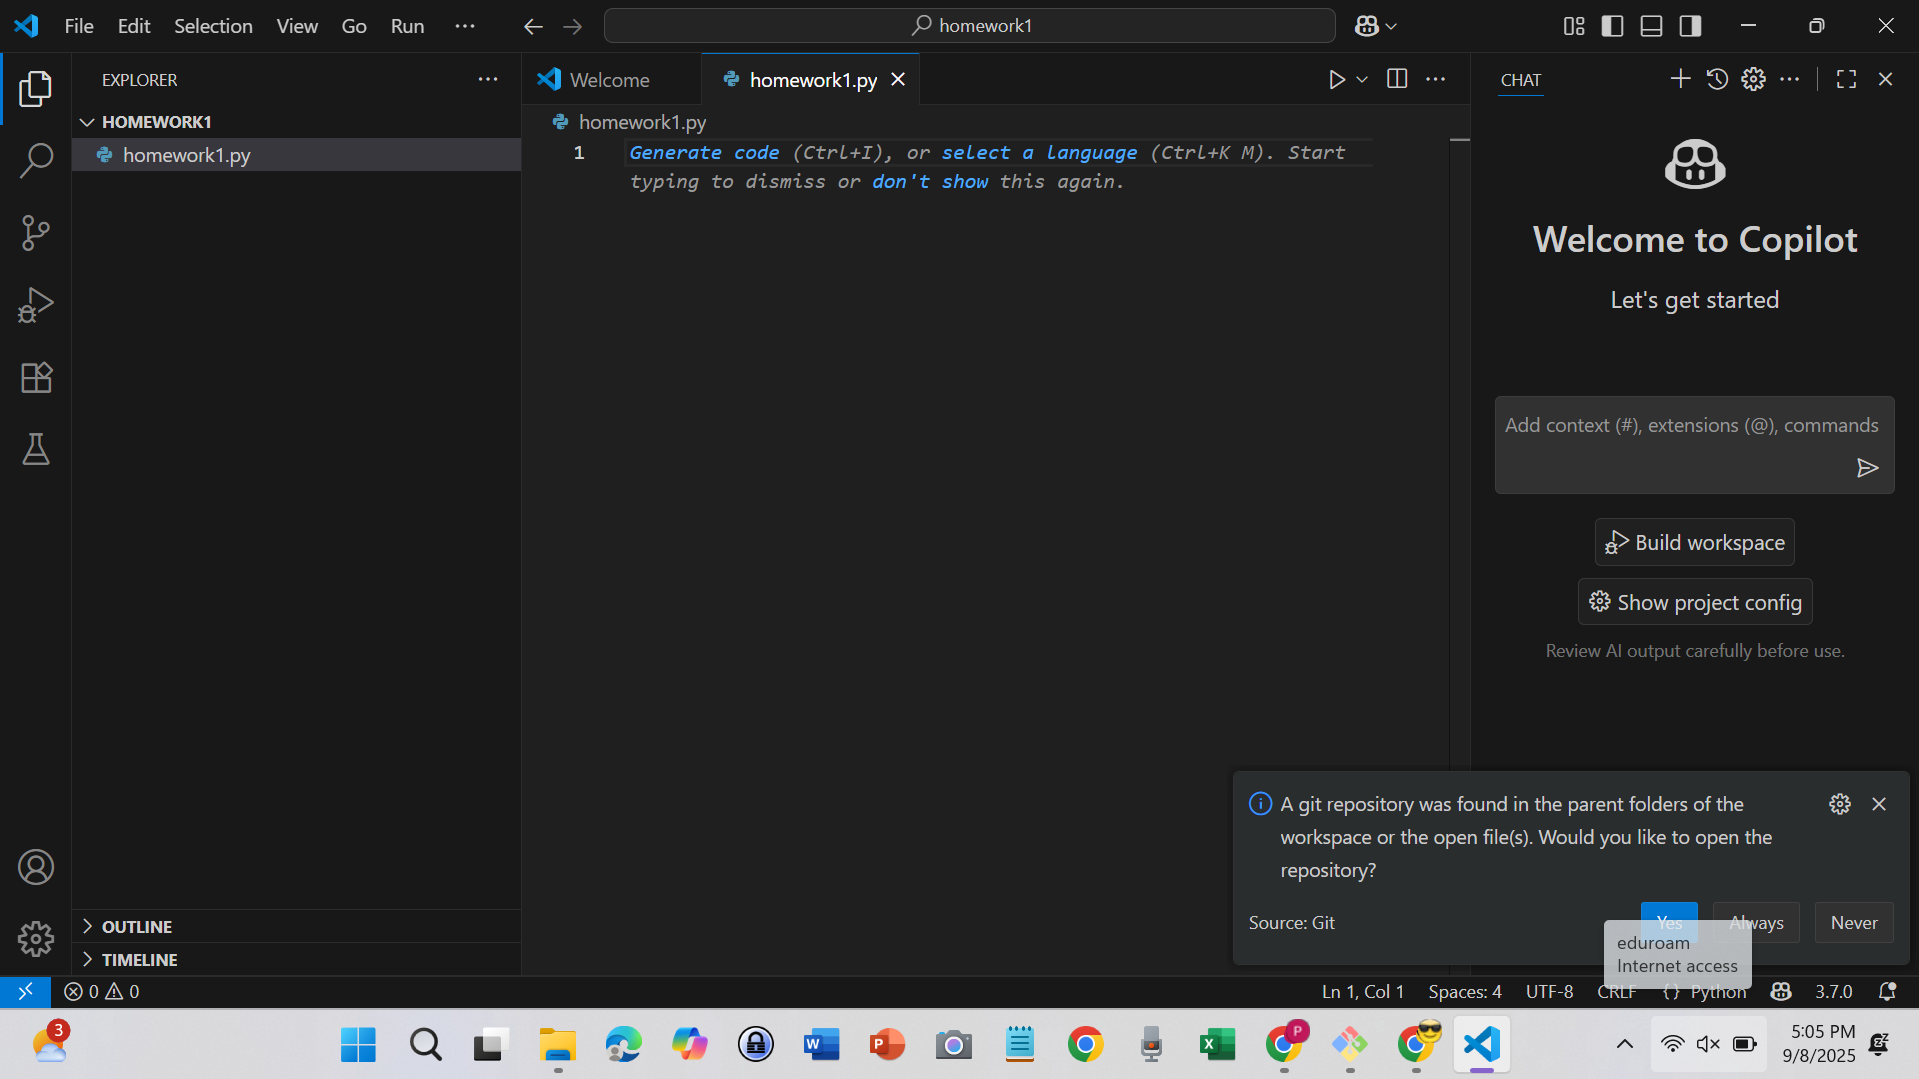 File Edit Selection View Go Run ··· homework1
EXPLORER ···
HOMEWORK1
homework1.py
OUTLINE
TIMELINE
Welcome homework1.py
homework1.py
1 Generate code (Ctrl+I), or select a language (Ctrl+K M). Start
typing to dismiss or don't show this again.
CHAT
Welcome to Copilot
Let's get started
Add context (#), extensions (@), commands
Build workspace
Show project config
Review AI output carefully before use.
A git repository was found in the parent folders of the
workspace or the open file(s). Would you like to open the
repository?
Source: Git Yes Always Never
eduroam
Internet access
0 0 Ln 1, Col 1 Spaces: 4 UTF-8 CRLF {} Python 3.7.0
3 W P X P 5:05 PM
9/8/2025